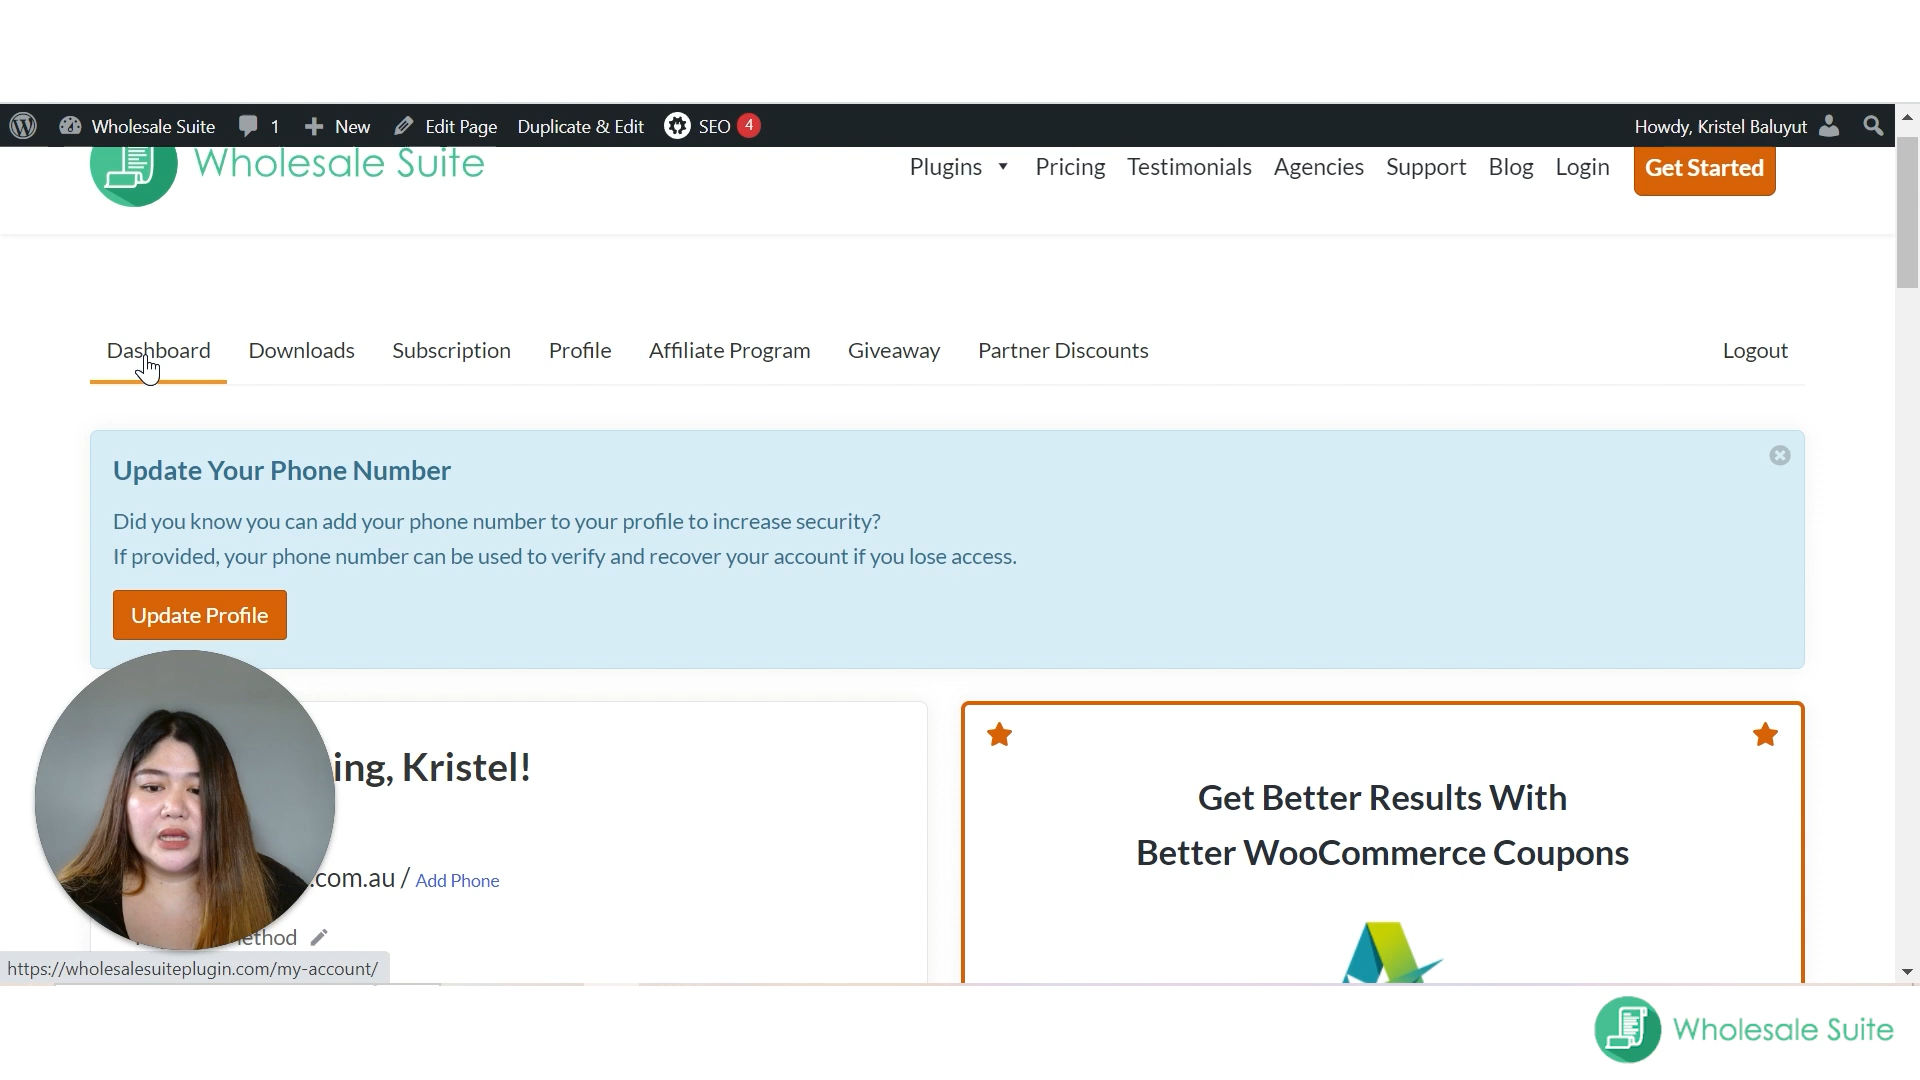 Wholesale Suite 1 New Edit Page Duplicate & Edit SEO 4 Howdy, Kristel Baluyut
Wholesale Suite Plugins Pricing Testimonials Agencies Support Blog Login Get Started
Dashboard Downloads Subscription Profile Affiliate Program Giveaway Partner Discounts Logout
Update Your Phone Number
Did you know you can add your phone number to your profile to increase security?
If provided, your phone number can be used to verify and recover your account if you lose access.
Update Profile
ing, Kristel!
.com.au / Add Phone
ethod
Get Better Results With
Better WooCommerce Coupons
https://wholesalesuiteplugin.com/my-account/
Wholesale Suite